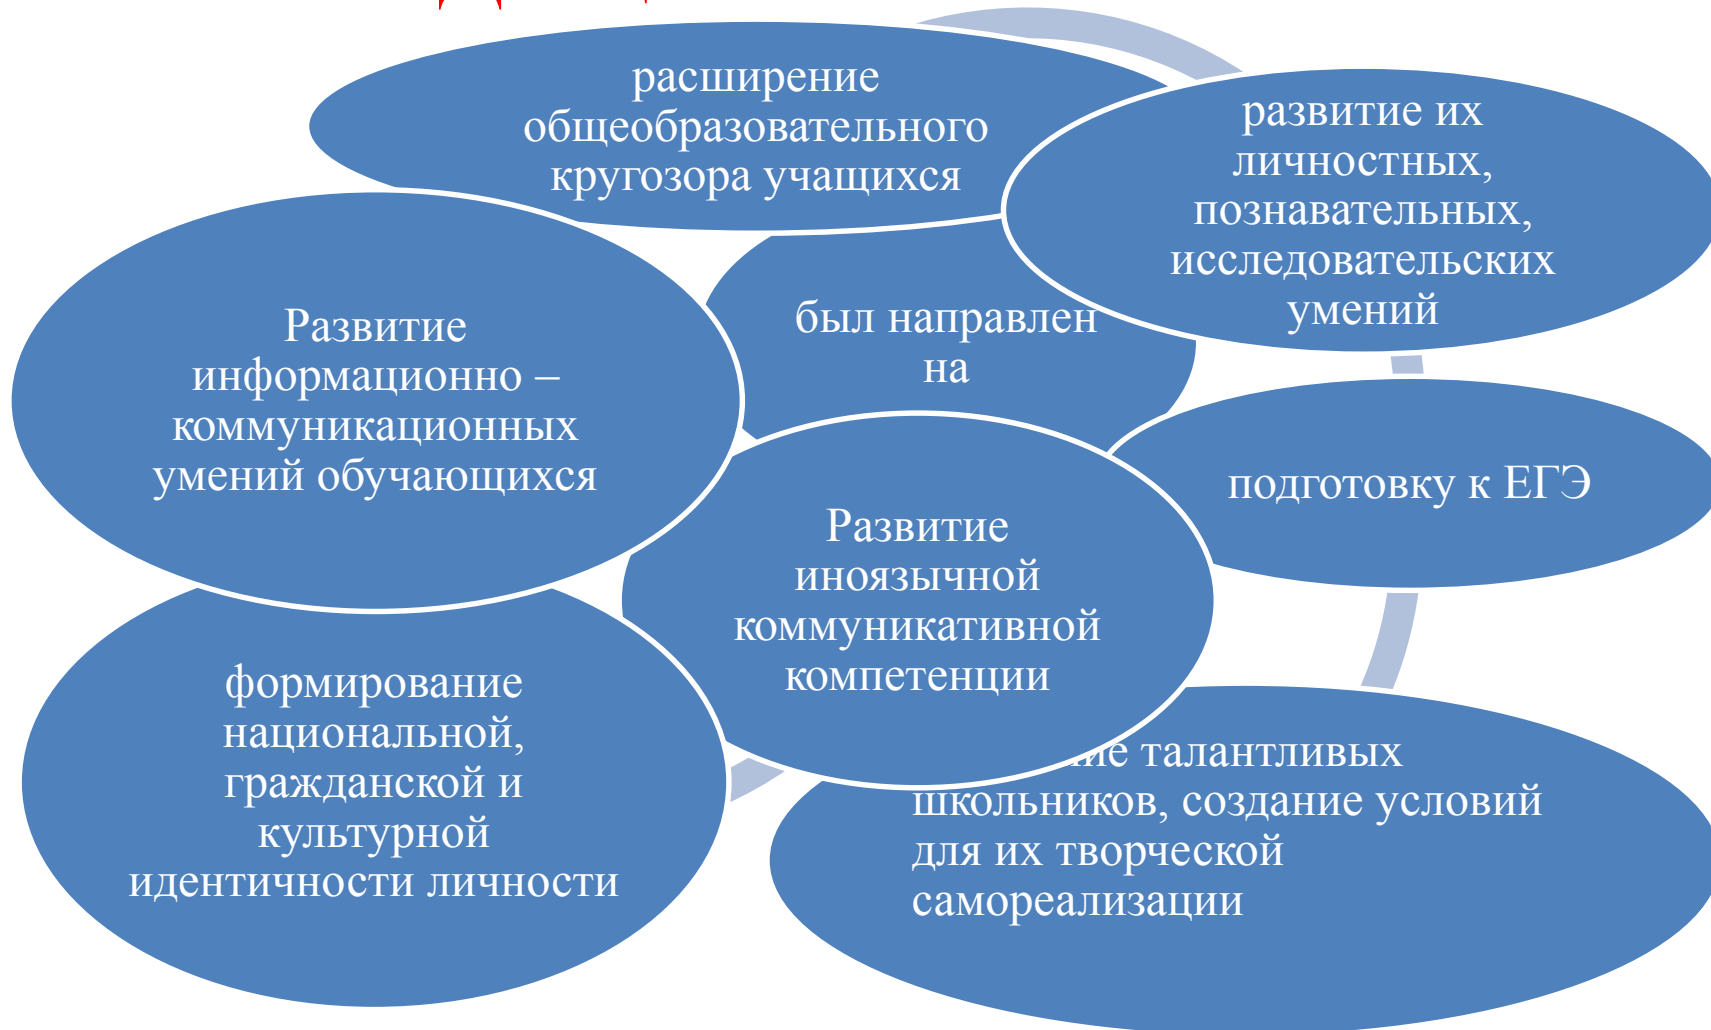 расширение
общеобразовательного
кругозора учащихся
развитие их
личностных,
познавательных,
исследовательских
умений
был направлен
на
Развитие
информационно –
коммуникационных
умений обучающихся
подготовку к ЕГЭ
Развитие
иноязычной
коммуникативной
компетенции
формирование
национальной,
гражданской и
культурной
идентичности личности
талантливых
школьников, создание условий
для их творческой
самореализации